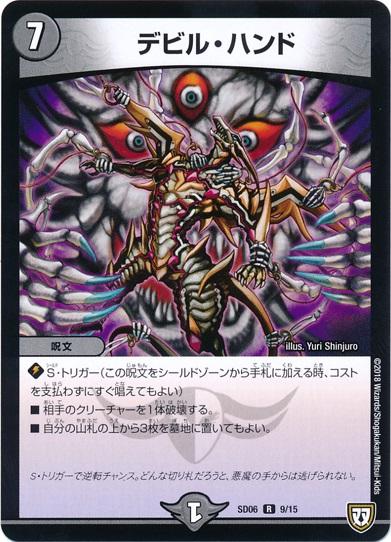 7
デビル・ハンド
illus. Yuri Shinjuro
呪文
S・トリガー(この呪文をシールドゾーンから手札に加える時、コスト
を支払わずにすぐ唱えてもよい)
■ 相手のクリーチャーを1体破壊する。
■ 自分の山札の上から3枚を墓地に置いてもよい。
S・トリガーで逆転チャンス。どんな切り札だろうと、悪魔の手からは逃げられない。
©2018 Wizards/Shogakukan/Mitsui-Kids
SD06 R 9/15